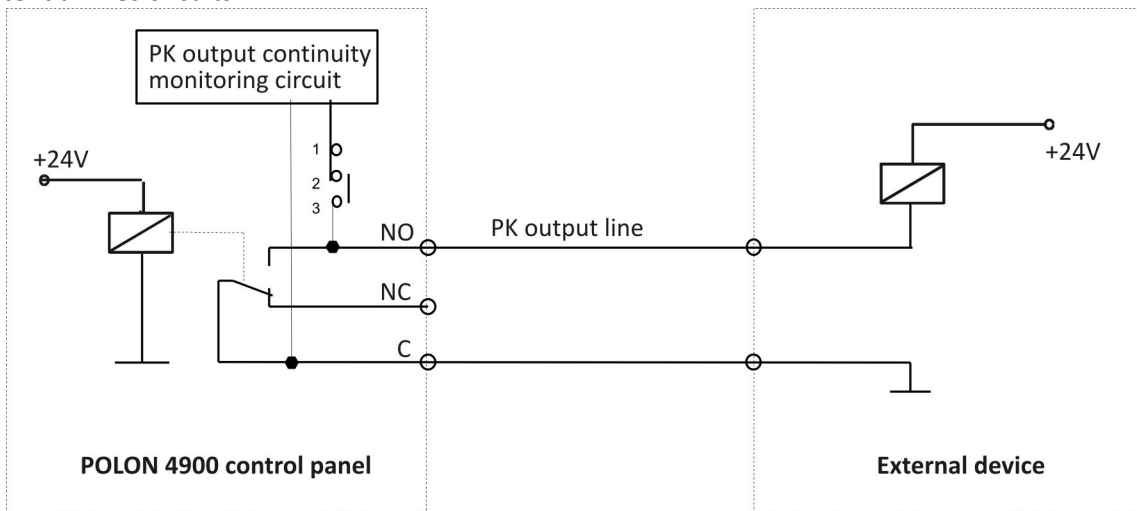 PK output continuity
monitoring circuit
+24V
1
2
3
+24V
NO
PK output line
NC
C
POLON 4900 control panel
External device